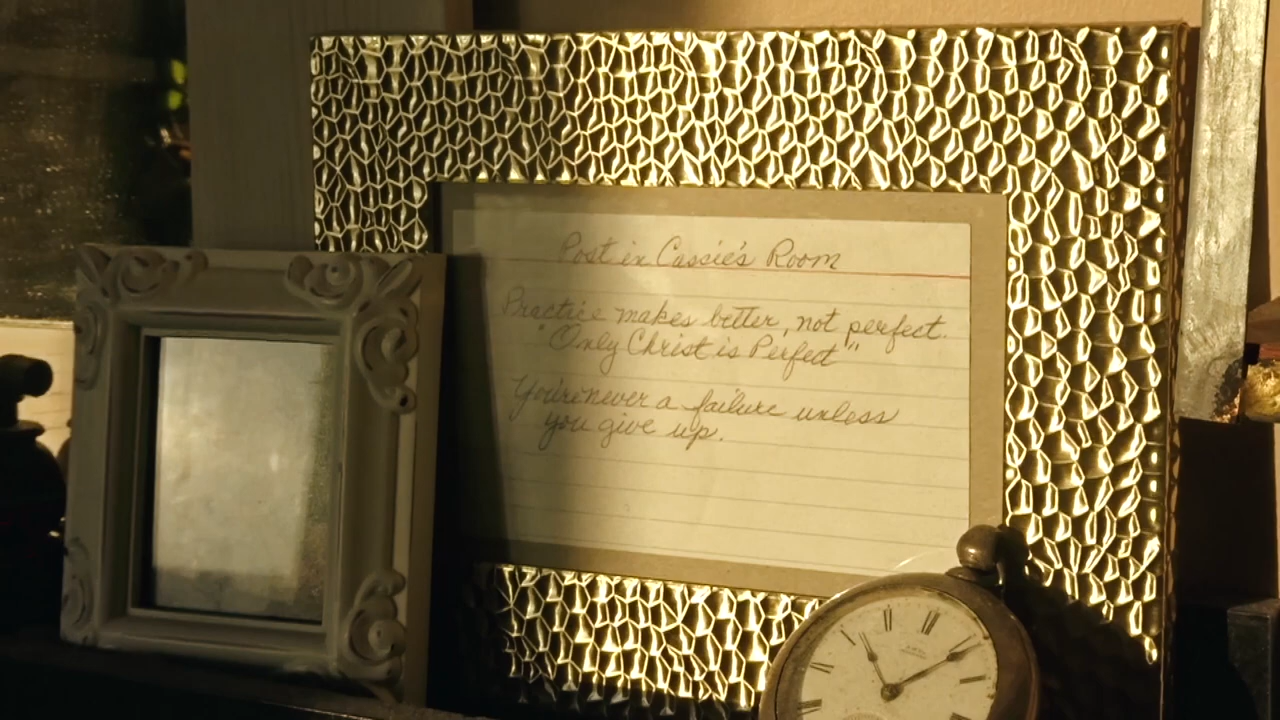 Post in Cassie's Room
Practice makes better, not perfect.
"Only Christ is Perfect"
You're never a failure unless
you give up.